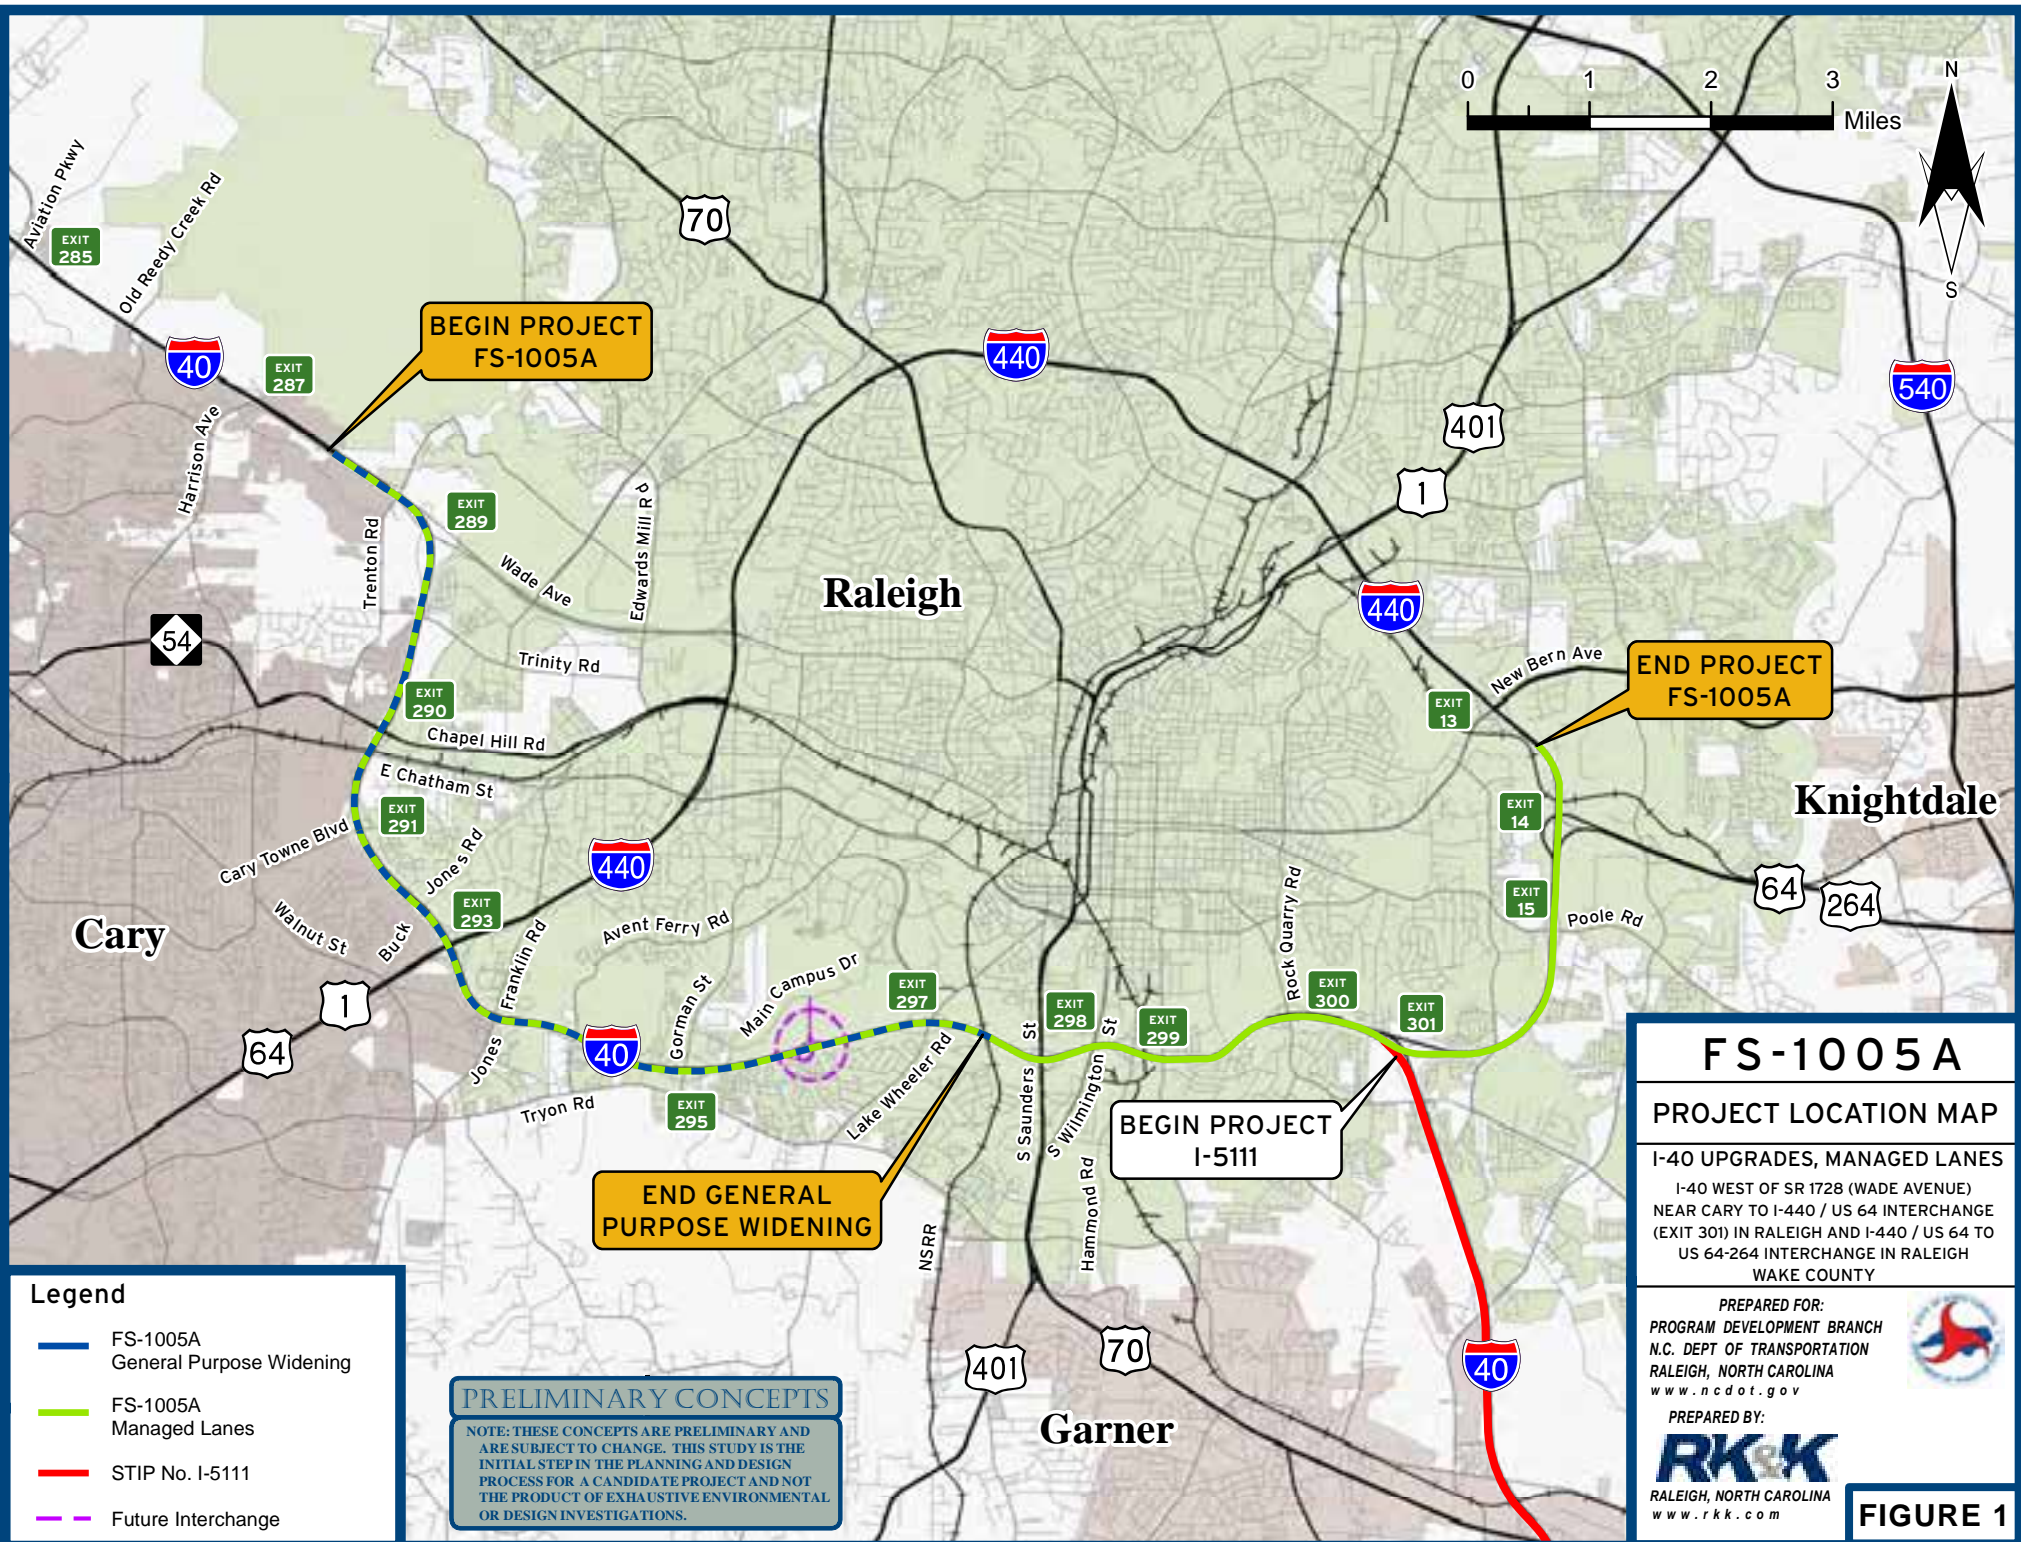 0 1 2 3
Miles
N
S
Aviation Pkwy
EXIT
285
Old Reedy Creek Rd
70
BEGIN PROJECT
FS-1005A
40
EXIT
287
440
540
401
1
Harrison Ave
EXIT
289
Trenton Rd
Wade Ave
Edwards Mill R
d
Raleigh
440
54
Trinity Rd
New Bern Ave
END PROJECT
FS-1005A
EXIT
290
EXIT
13
Chapel Hill Rd
E Chatham St
Knightdale
EXIT
291
EXIT
14
Cary Towne Blvd
Jones Rd
440
64
264
EXIT
293
EXIT
15
Rock Quarry Rd
Poole Rd
Cary
Walnut St
Buck
Franklin Rd
Avent Ferry Rd
1
64
Jones
40
Gorman St
Main Campus Dr
EXIT
297
EXIT
298
EXIT
299
EXIT
300
EXIT
301
Tryon Rd
EXIT
295
Lake Wheeler Rd
S Saunders St
S Wilmington St
BEGIN PROJECT
I-5111
END GENERAL
PURPOSE WIDENING
NSRR
Hammond Rd
401
70
Garner
40
Legend
FS-1005A
General Purpose Widening
FS-1005A
Managed Lanes
STIP No. I-5111
Future Interchange
PRELIMINARY CONCEPTS
NOTE: THESE CONCEPTS ARE PRELIMINARY AND
ARE SUBJECT TO CHANGE. THIS STUDY IS THE
INITIAL STEP IN THE PLANNING AND DESIGN
PROCESS FOR A CANDIDATE PROJECT AND NOT
THE PRODUCT OF EXHAUSTIVE ENVIRONMENTAL
OR DESIGN INVESTIGATIONS.
FS-1005A
PROJECT LOCATION MAP
I-40 UPGRADES, MANAGED LANES
I-40 WEST OF SR 1728 (WADE AVENUE)
NEAR CARY TO I-440 / US 64 INTERCHANGE
(EXIT 301) IN RALEIGH AND I-440 / US 64 TO
US 64-264 INTERCHANGE IN RALEIGH
WAKE COUNTY
PREPARED FOR:
PROGRAM DEVELOPMENT BRANCH
N.C. DEPT OF TRANSPORTATION
RALEIGH, NORTH CAROLINA
www.ncdot.gov
PREPARED BY:
RK&K
RALEIGH, NORTH CAROLINA
www.rkk.com
FIGURE 1